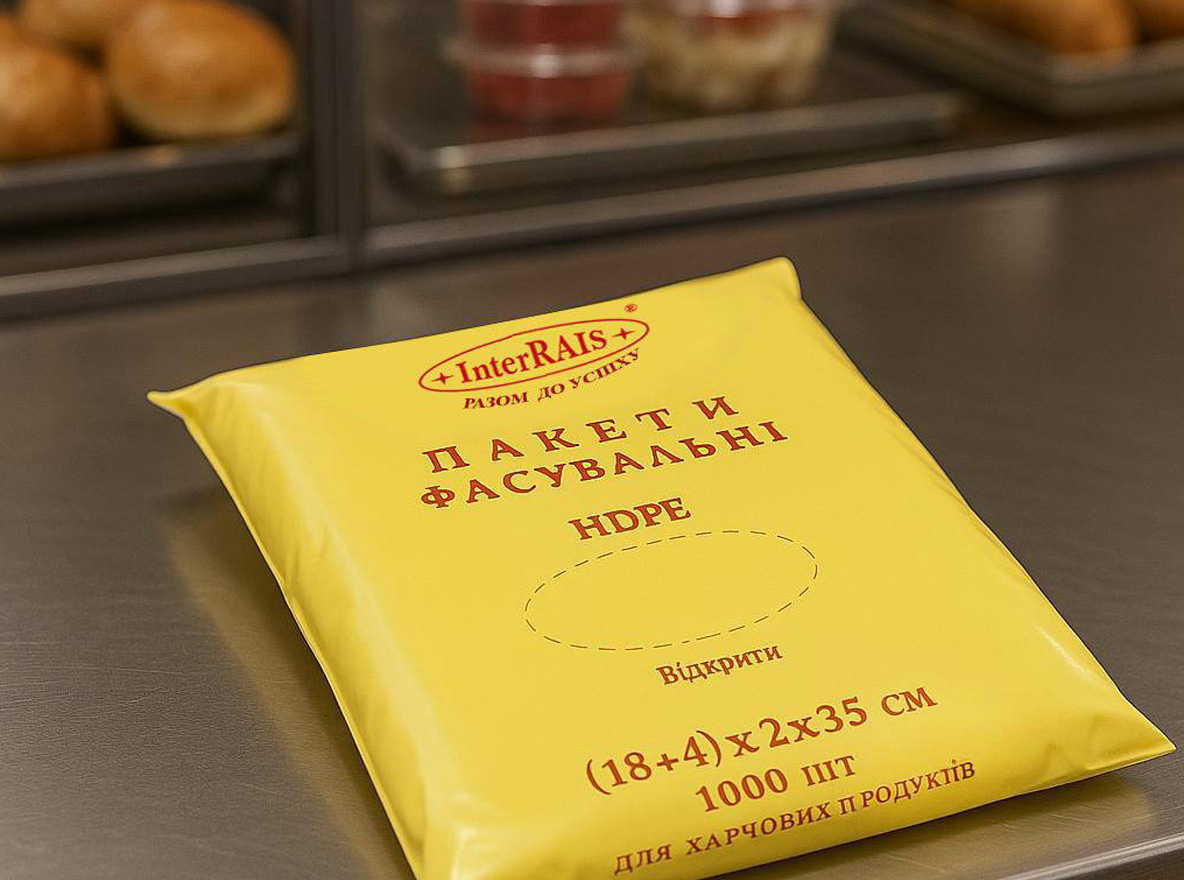 InterRAIS ®
РАЗОМ ДО УСПІХУ
ПАКЕТИ
ФАСУВАЛЬНІ
HDPE
Відкрити
(18+4)x2x35 СМ
1000 ШТ
ДЛЯ ХАРЧОВИХ ПРОДУКТІВ